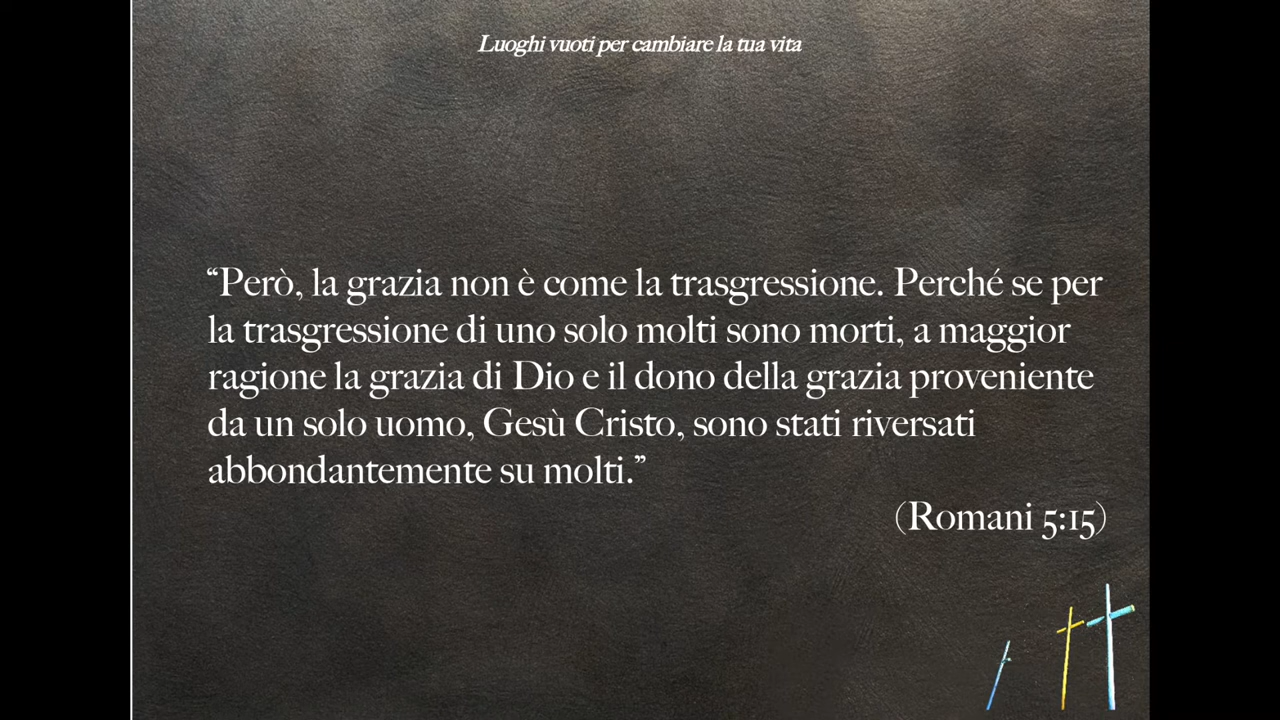 Luoghi vuoti per cambiare la tua vita
“Però, la grazia non è come la trasgressione. Perché se per
la trasgressione di uno solo molti sono morti, a maggior
ragione la grazia di Dio e il dono della grazia proveniente
da un solo uomo, Gesù Cristo, sono stati riversati
abbondantemente su molti.”
(Romani 5:15)